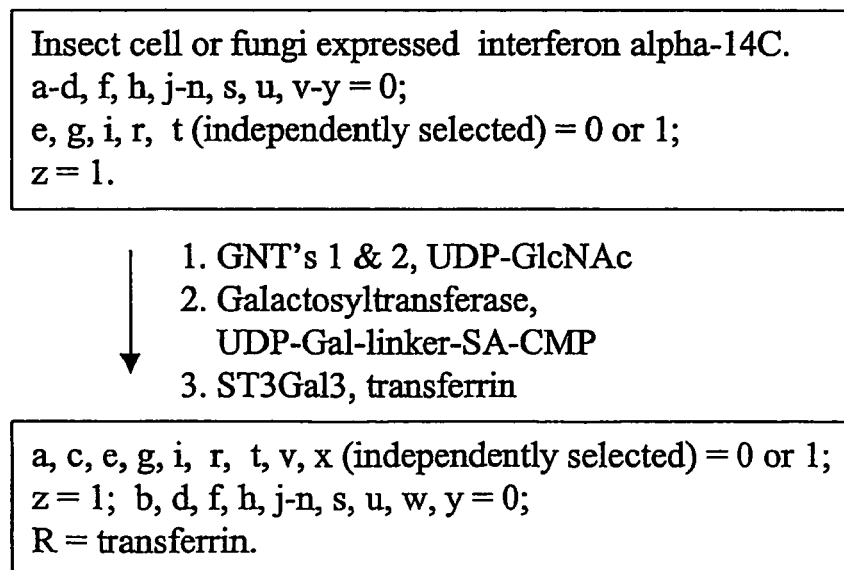 Insect cell or fungi expressed interferon alpha-14C.
a-d, f, h, j-n, s, u, v-y = 0;
e, g, i, r, t (independently selected) = 0 or 1;
z = 1.
1. GNT's 1 & 2, UDP-GlcNAc
2. Galactosyltransferase,
UDP-Gal-linker-SA-CMP
3. ST3Gal3, transferrin
a, c, e, g, i, r, t, v, x (independently selected) = 0 or 1;
z = 1; b, d, f, h, j-n, s, u, w, y = 0;
R = transferrin.